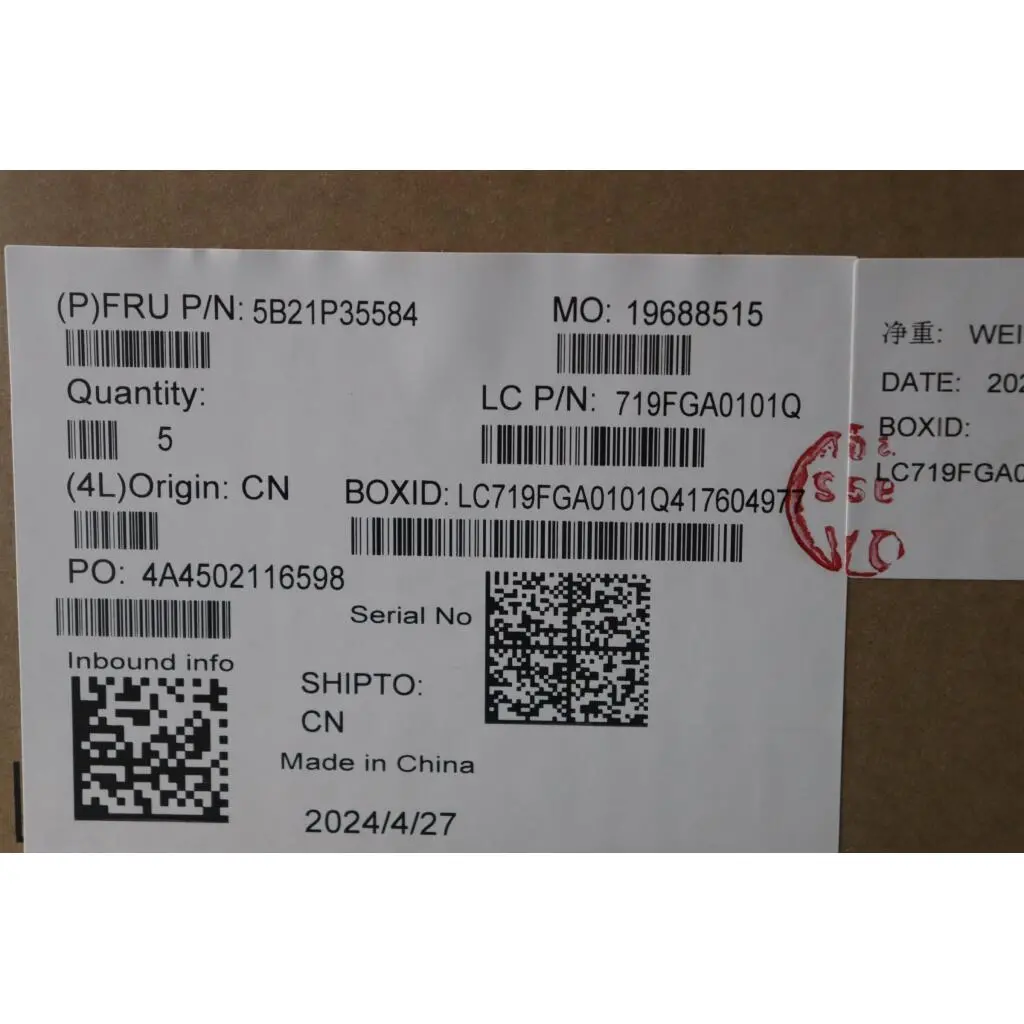 (P)FRU P/N: 5B21P35584
MO: 19688515
Quantity:
5
LC P/N: 719FGA0101Q
(4L)Origin: CN
BOXID: LC719FGA0101Q417604977
PO: 4A4502116598
Serial No
Inbound info
SHIPTO:
CN
Made in China
2024/4/27
净重: WEI
DATE: 202
BOXID:
LC719FGA0